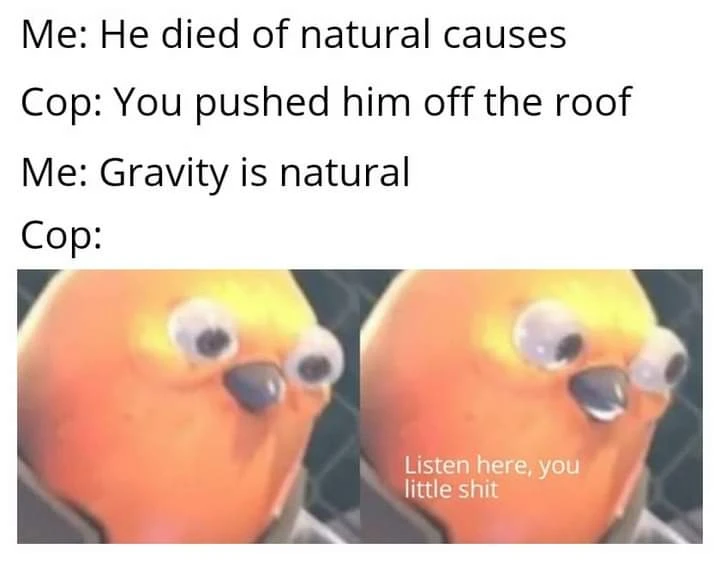 Me: He died of natural causes
Cop: You pushed him off the roof
Me: Gravity is natural
Cop:
Listen here, you
little shit